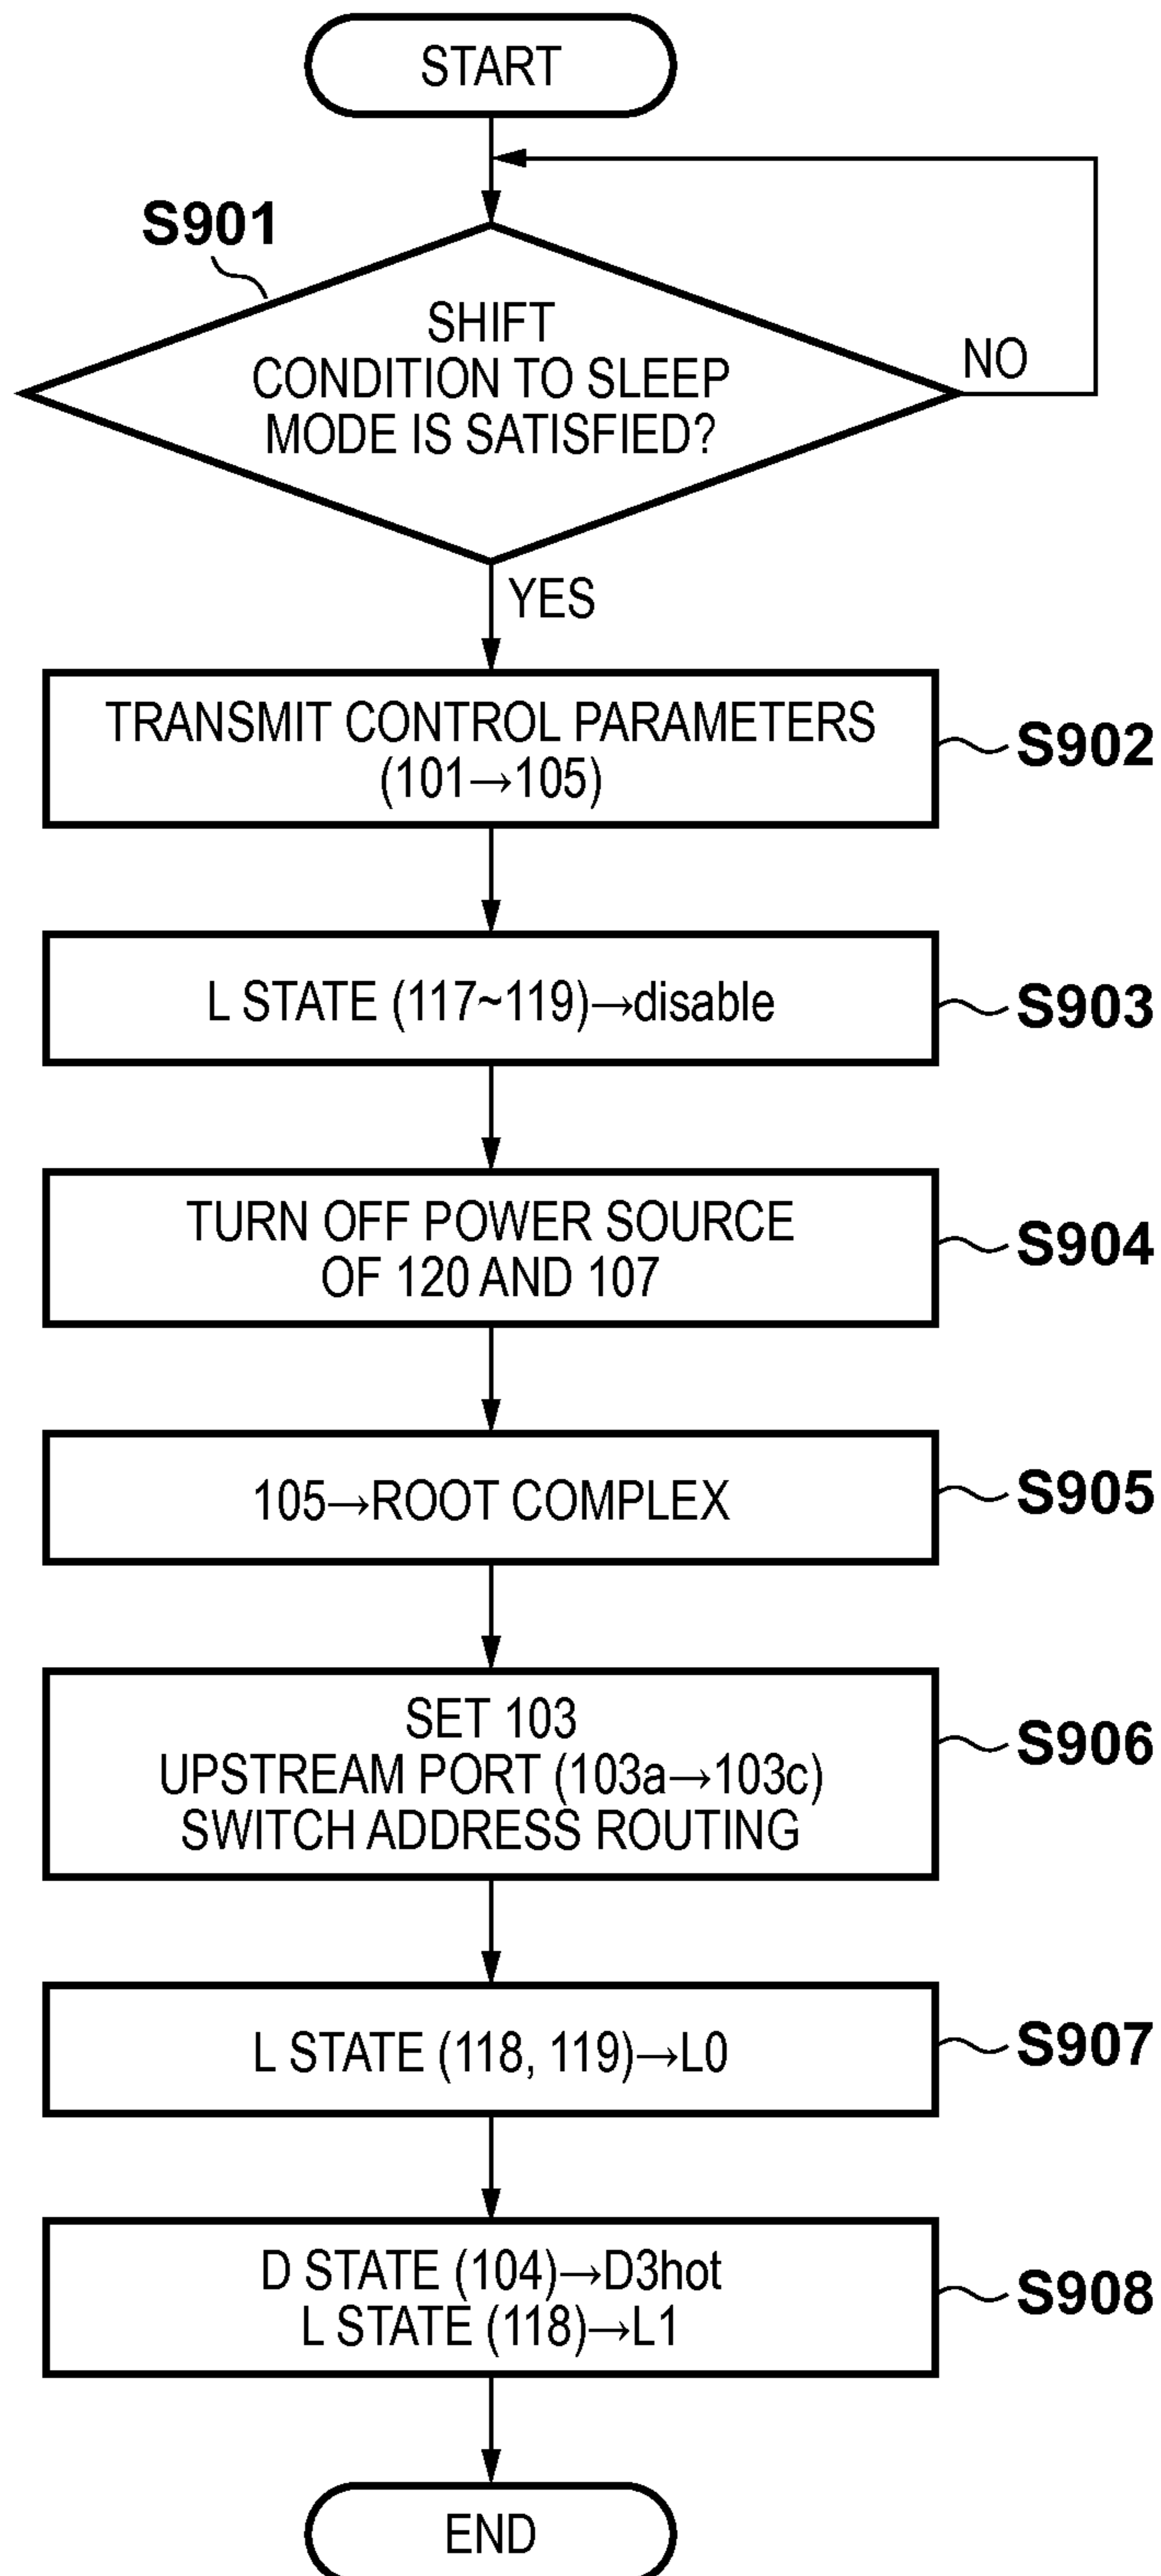 START
S901
SHIFT
CONDITION TO SLEEP
MODE IS SATISFIED?
NO
YES
TRANSMIT CONTROL PARAMETERS
(101→105)
S902
L STATE (117~119)→disable
S903
TURN OFF POWER SOURCE
OF 120 AND 107
S904
105→ROOT COMPLEX
S905
SET 103
UPSTREAM PORT (103a→103c)
SWITCH ADDRESS ROUTING
S906
L STATE (118, 119)→L0
S907
D STATE (104)→D3hot
L STATE (118)→L1
S908
END